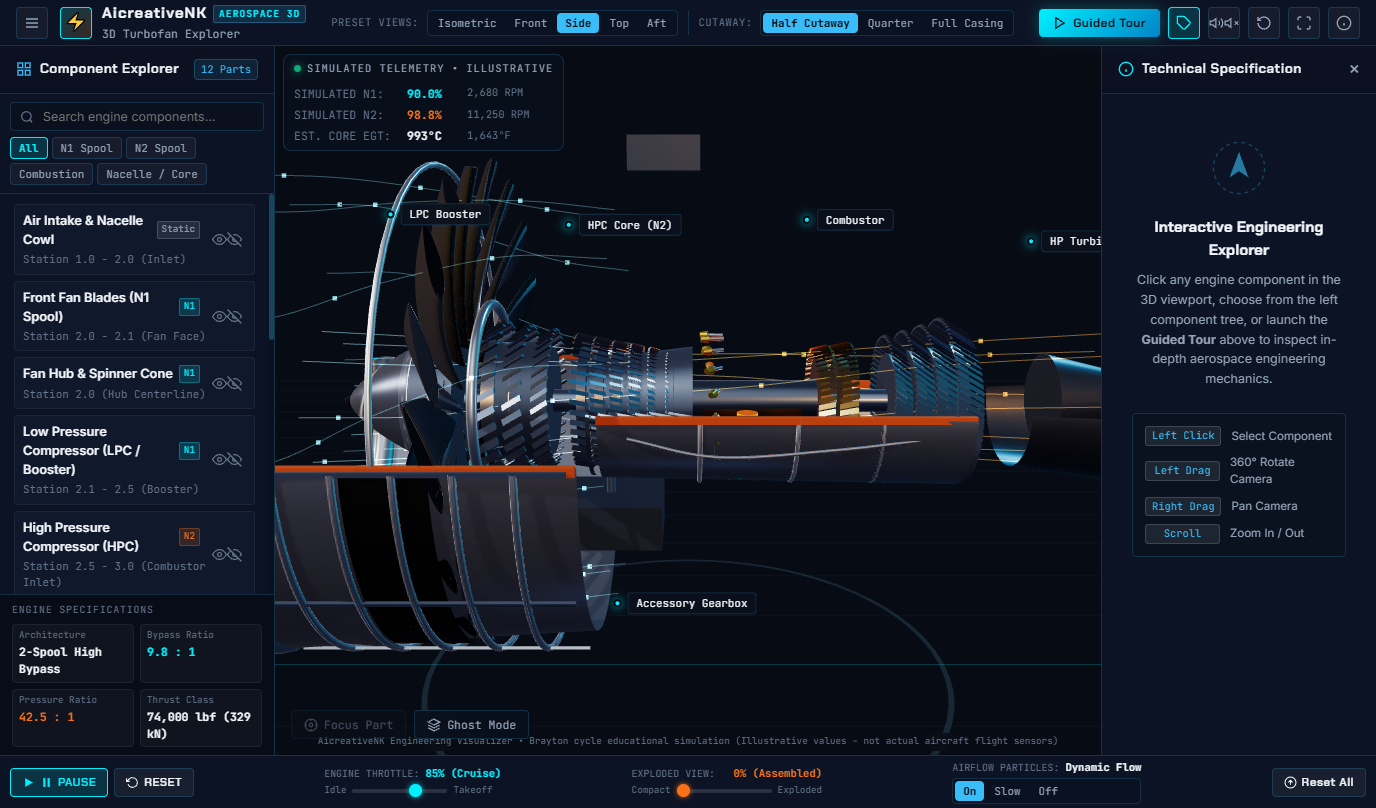 AicreativeNK AEROSPACE 3D
3D Turbofan Explorer
PRESET VIEWS: Isometric Front Side Top Aft
CUTAWAY: Half Cutaway Quarter Full Casing
Guided Tour
Component Explorer 12 Parts
Search engine components...
All N1 Spool N2 Spool
Combustion Nacelle / Core
Air Intake & Nacelle
Cowl
Static
Station 1.0 - 2.0 (Inlet)
Front Fan Blades (N1
Spool)
N1
Station 2.0 - 2.1 (Fan Face)
Fan Hub & Spinner Cone N1
Station 2.0 (Hub Centerline)
Low Pressure
Compressor (LPC /
Booster)
N1
Station 2.1 - 2.5 (Booster)
High Pressure
Compressor (HPC)
N2
Station 2.5 - 3.0 (Combustor
Inlet)
ENGINE SPECIFICATIONS
Architecture
2-Spool High
Bypass
Bypass Ratio
9.8 : 1
Pressure Ratio
42.5 : 1
Thrust Class
74,000 lbf (329
kN)
SIMULATED TELEMETRY • ILLUSTRATIVE
SIMULATED N1: 90.0% 2,680 RPM
SIMULATED N2: 98.8% 11,250 RPM
EST. CORE EGT: 993°C 1,643°F
LPC Booster
HPC Core (N2)
Combustor
HP Turbi
Accessory Gearbox
Focus Part Ghost Mode
AicreativeNK Engineering Visualizer • Brayton cycle educational simulation (Illustrative values — not actual aircraft flight sensors)
Technical Specification
Interactive Engineering
Explorer
Click any engine component in the
3D viewport, choose from the left
component tree, or launch the
Guided Tour above to inspect in-
depth aerospace engineering
mechanics.
Left Click Select Component
Left Drag 360° Rotate
Camera
Right Drag Pan Camera
Scroll Zoom In / Out
PAUSE RESET
ENGINE THROTTLE: 85% (Cruise)
Idle Takeoff
EXPLODED VIEW: 0% (Assembled)
Compact Exploded
AIRFLOW PARTICLES: Dynamic Flow
On Slow Off
Reset All